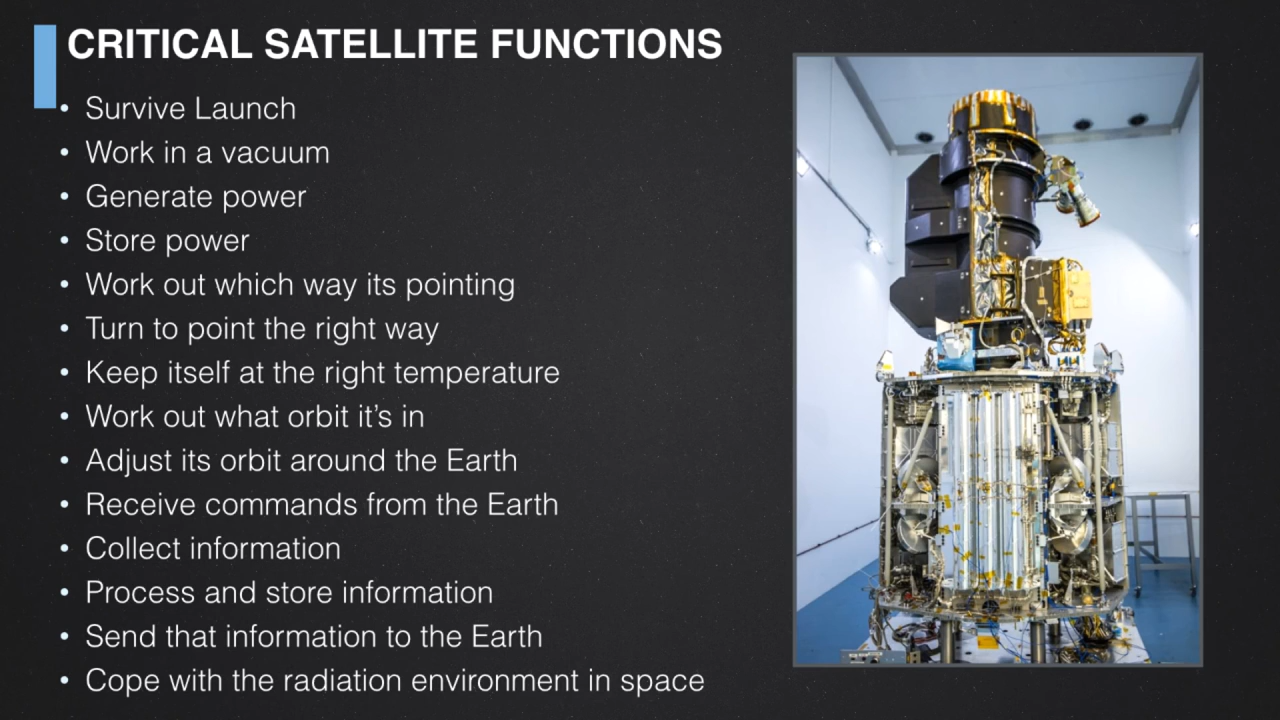 CRITICAL SATELLITE FUNCTIONS
• Survive Launch
• Work in a vacuum
• Generate power
• Store power
• Work out which way its pointing
• Turn to point the right way
• Keep itself at the right temperature
• Work out what orbit it’s in
• Adjust its orbit around the Earth
• Receive commands from the Earth
• Collect information
• Process and store information
• Send that information to the Earth
• Cope with the radiation environment in space